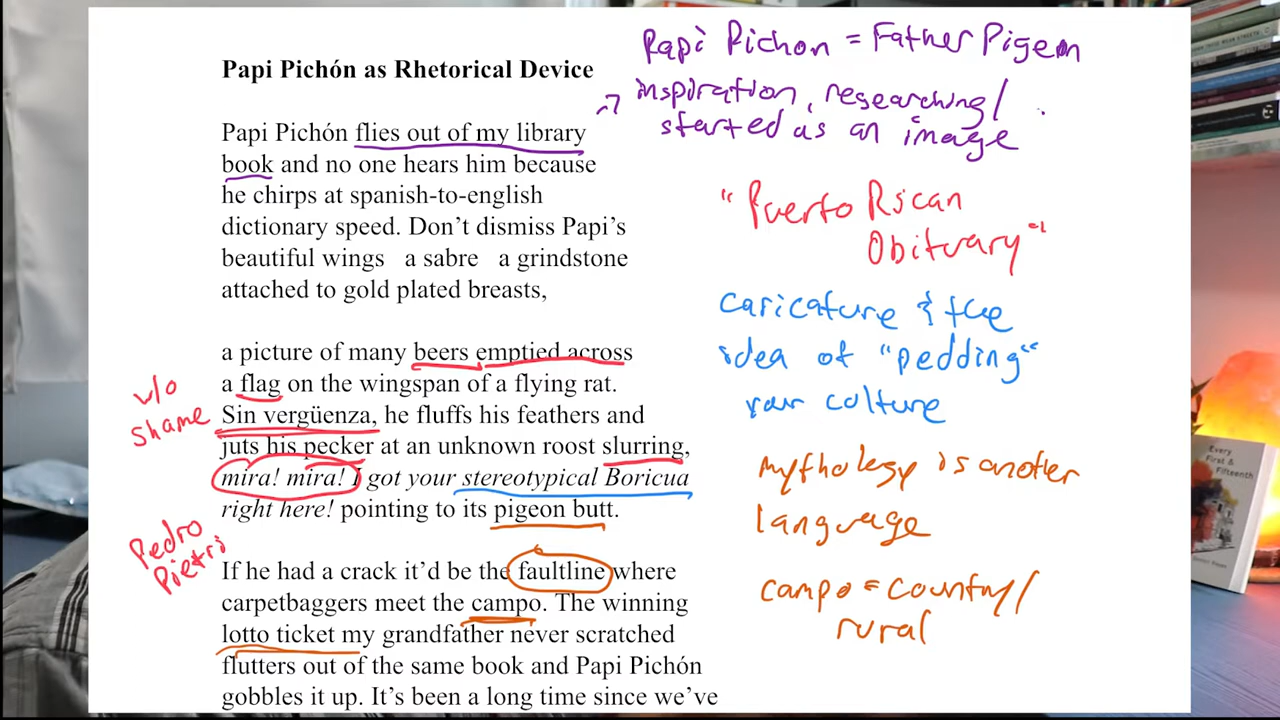 Papi Pichon = Father Pigeon
Papi Pichón as Rhetorical Device
inspiration, researching/
started as an image
Papi Pichón flies out of my library
book and no one hears him because
he chirps at spanish-to-english
dictionary speed. Don’t dismiss Papi’s
beautiful wings a sabre a grindstone
attached to gold plated breasts,
"Puerto Rican
Obituary"
caricature & the
idea of "pedding"
your culture
a picture of many beers emptied across
a flag on the wingspan of a flying rat.
Sin vergüenza, he fluffs his feathers and
juts his pecker at an unknown roost slurring,
mira! mira! I got your stereotypical Boricua
right here! pointing to its pigeon butt.
w/o
shame
mythology is another
language
Pedro
Pietri
If he had a crack it’d be the faultline where
carpetbaggers meet the campo. The winning
lotto ticket my grandfather never scratched
flutters out of the same book and Papi Pichón
gobbles it up. It’s been a long time since we’ve
campo = country/
rural
Every
First &
Fifteenth